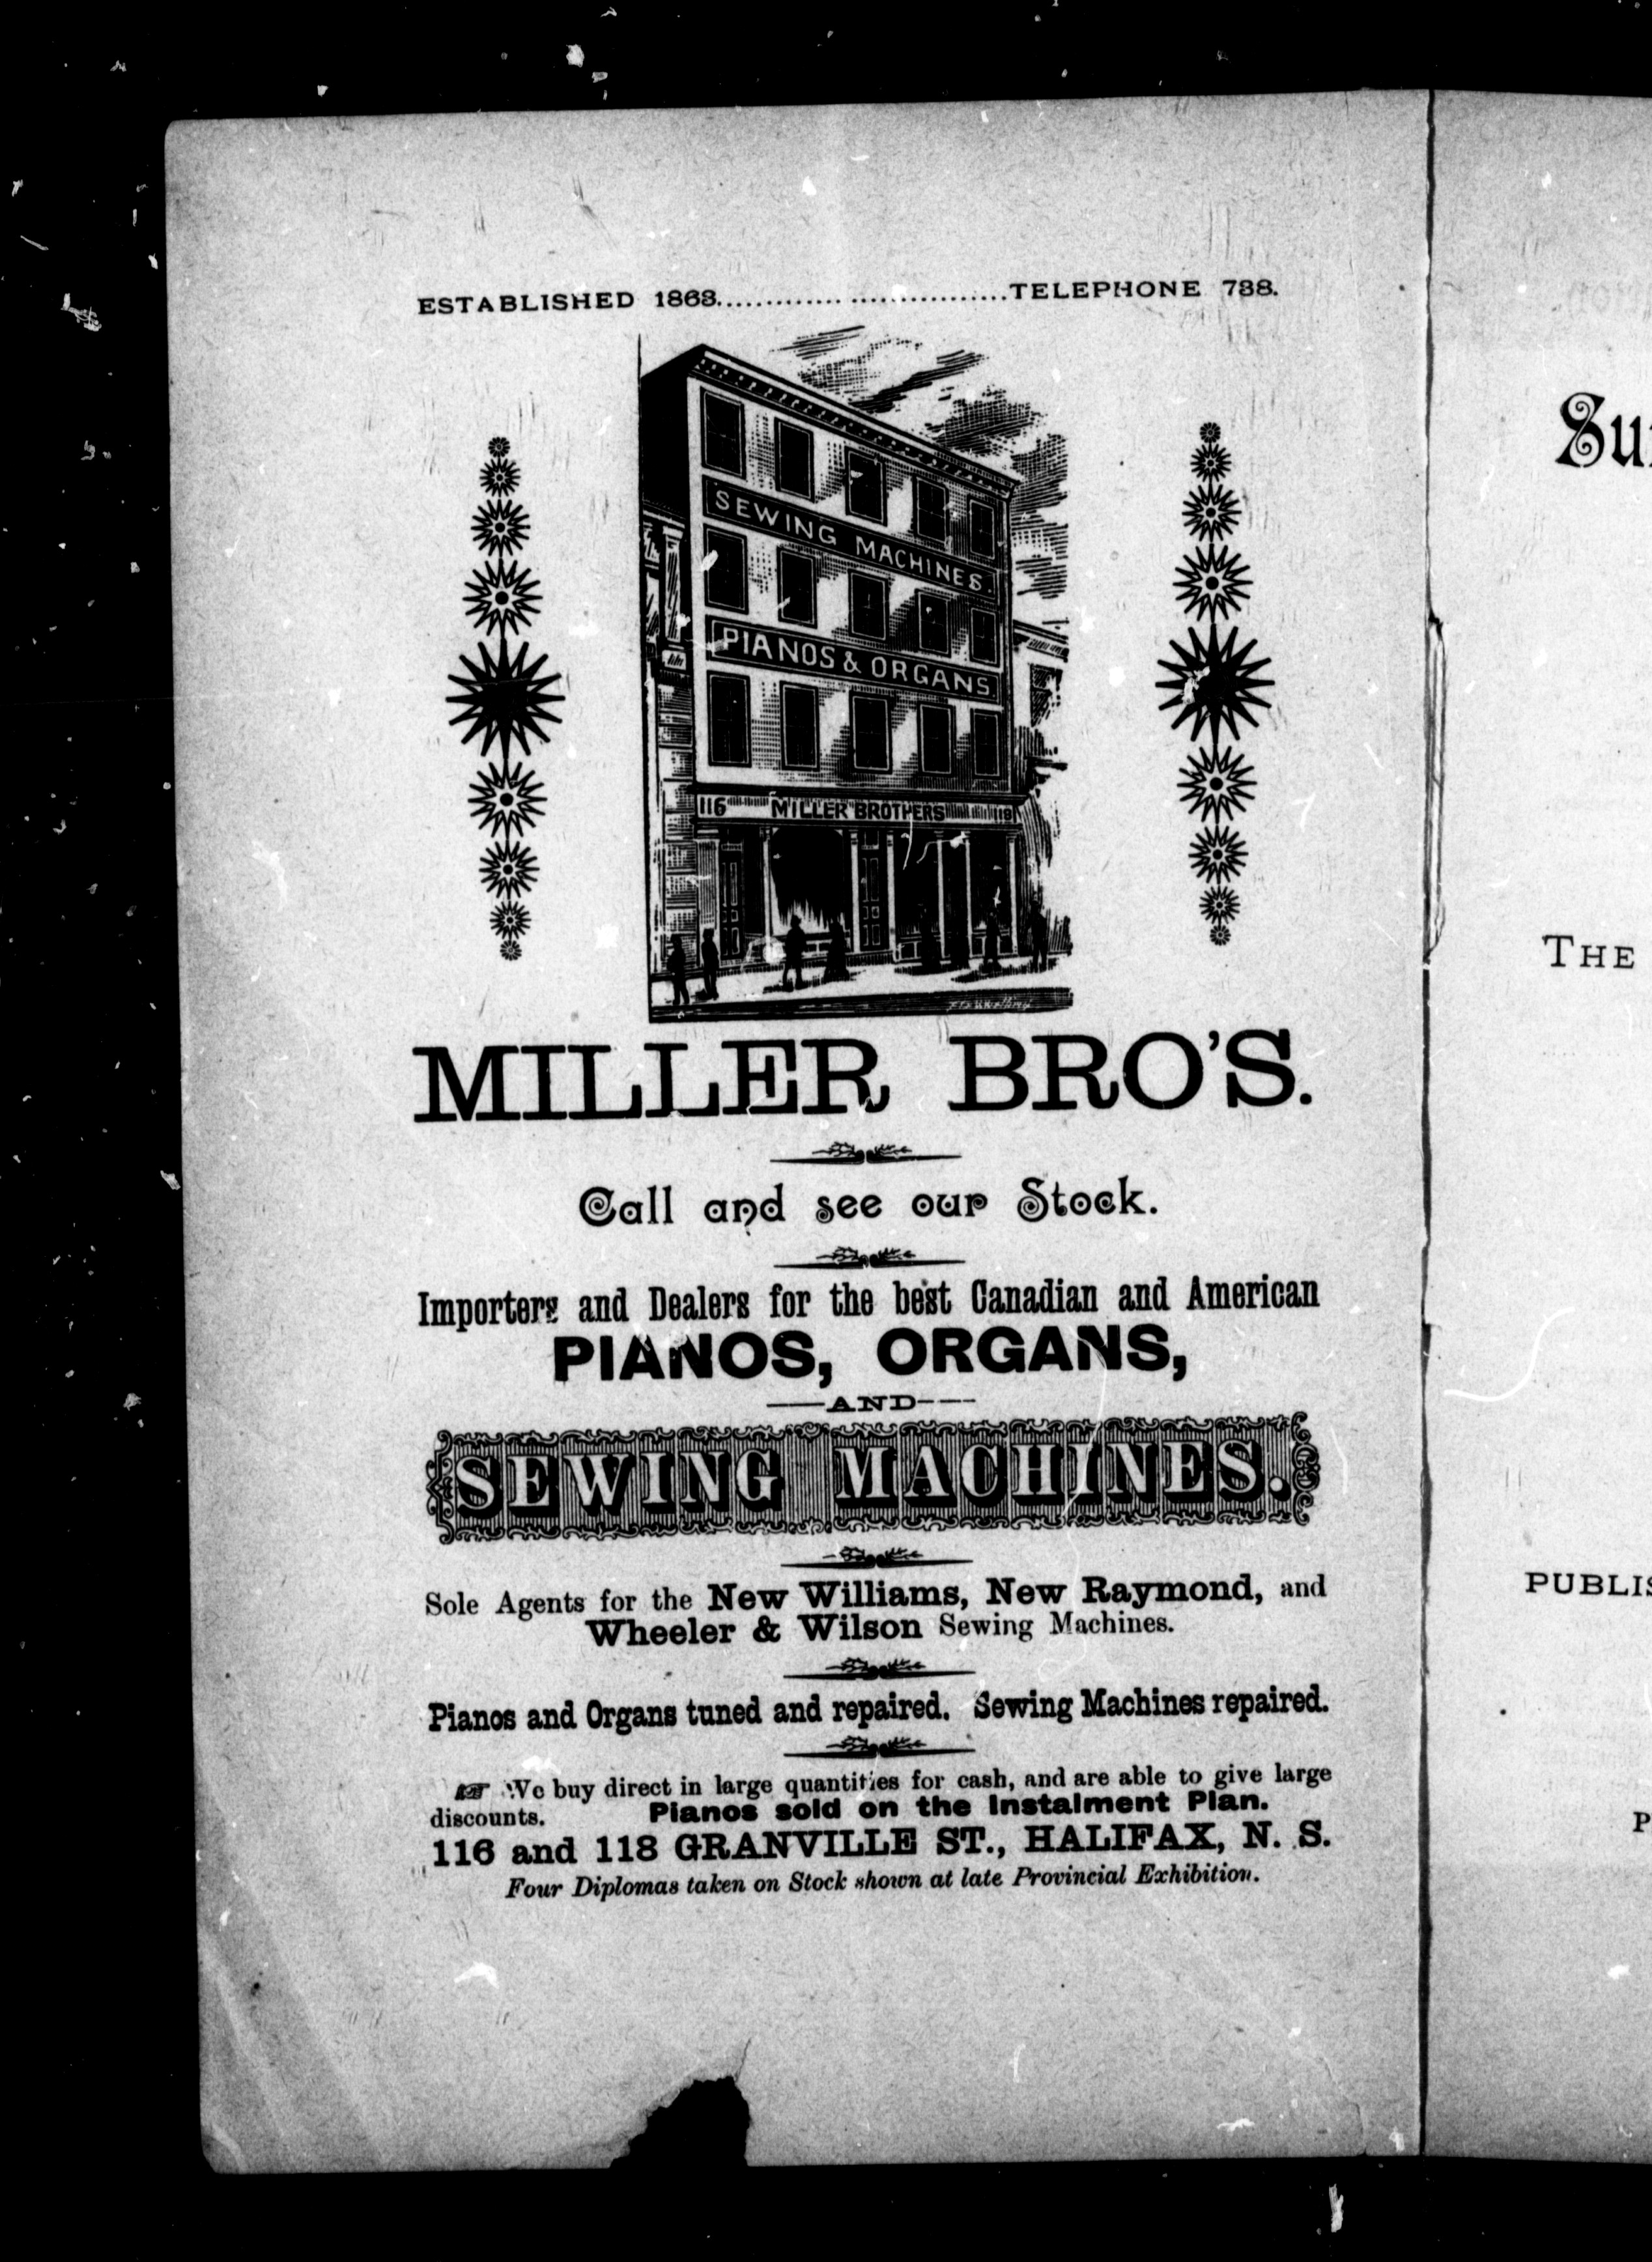 ESTABLISHED 1863................................TELEPHONE 738.
SEWING MACHINES.
PIANOS & ORGANS.
116 MILLER BROTHERS 118
MILLER BRO'S.
Call and see our Stock.
Importers and Dealers for the best Canadian and American
PIANOS, ORGANS,
——AND——
SEWING MACHINES.
Sole Agents for the New Williams, New Raymond, and
Wheeler & Wilson Sewing Machines.
Pianos and Organs tuned and repaired. Sewing Machines repaired.
☞ We buy direct in large quantities for cash, and are able to give large
discounts. Pianos sold on the Instalment Plan.
116 and 118 GRANVILLE ST., HALIFAX, N. S.
Four Diplomas taken on Stock shown at late Provincial Exhibition.
THE